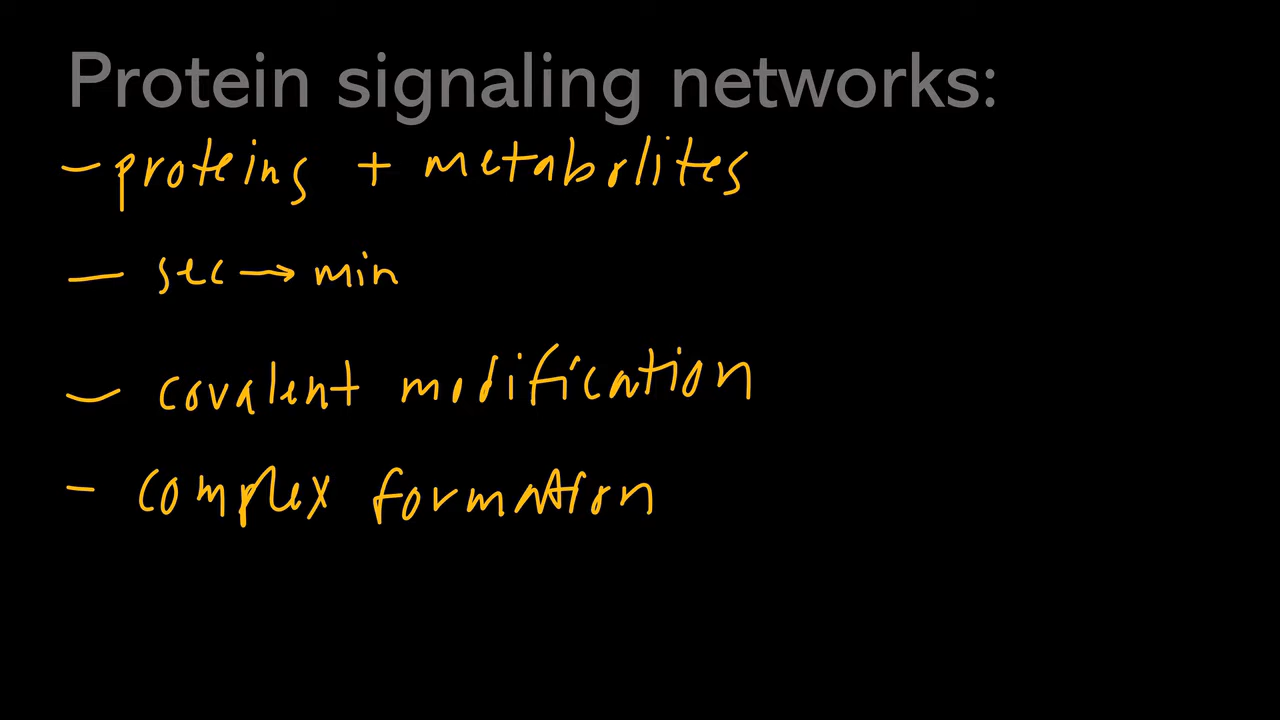 Protein signaling networks:
- proteins + metabolites
- sec → min
- covalent modification
- complex formation